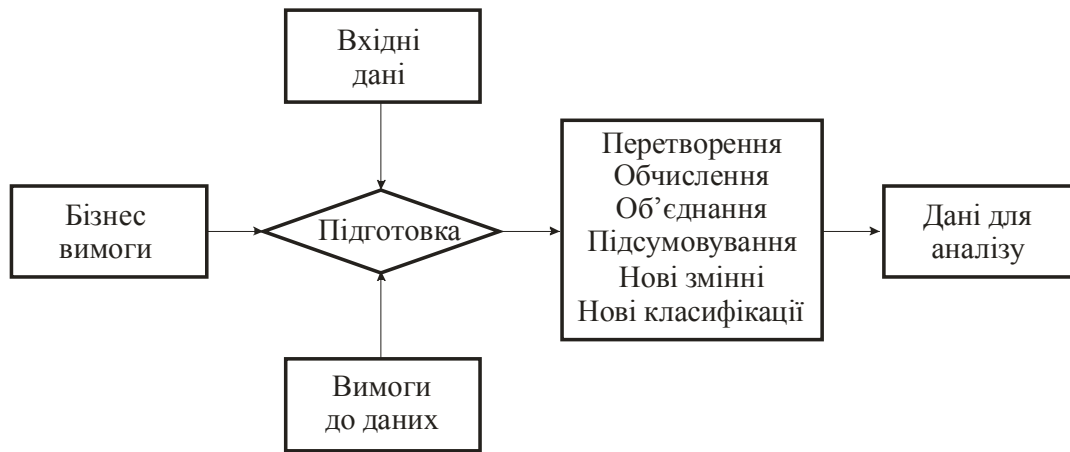 Вхідні
дані
Бізнес
вимоги
Підготовка
Перетворення
Обчислення
Об’єднання
Підсумовування
Нові змінні
Нові класифікації
Дані для
аналізу
Вимоги
до даних